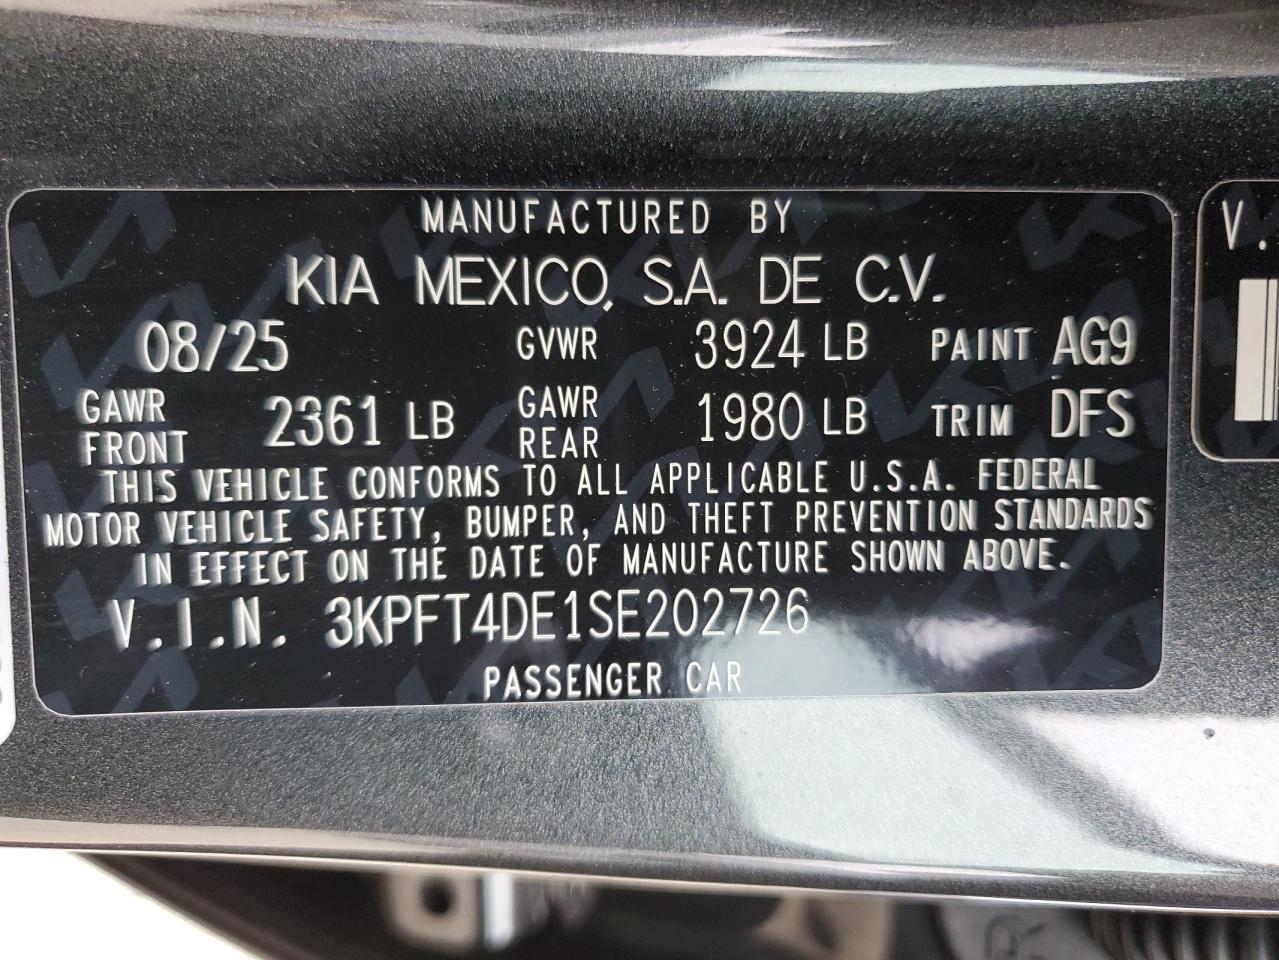 MANUFACTURED BY
KIA MEXICO, S.A. DE C.V.
08/25 GVWR 3924 LB PAINT AG9
GAWR FRONT 2361 LB GAWR REAR 1980 LB TRIM DFS
THIS VEHICLE CONFORMS TO ALL APPLICABLE U.S.A. FEDERAL
MOTOR VEHICLE SAFETY, BUMPER, AND THEFT PREVENTION STANDARDS
IN EFFECT ON THE DATE OF MANUFACTURE SHOWN ABOVE.
V.I.N. 3KPFT4DE1SE202726
PASSENGER CAR
V.